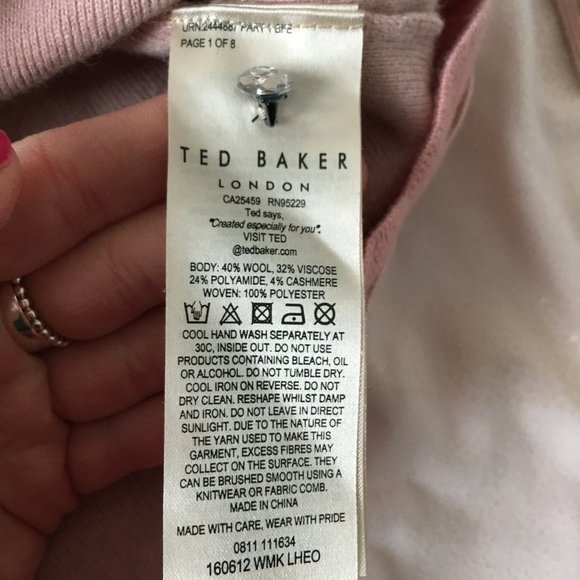 URN:2444887 PART 1 GFE
PAGE 1 OF 8
TED BAKER
LONDON
CA25459 RN95229
Ted says,
"Created especially for you".
VISIT TED
@tedbaker.com
BODY: 40% WOOL, 32% VISCOSE
24% POLYAMIDE, 4% CASHMERE
WOVEN: 100% POLYESTER
COOL HAND WASH SEPARATELY AT
30C, INSIDE OUT. DO NOT USE
PRODUCTS CONTAINING BLEACH, OIL
OR ALCOHOL. DO NOT TUMBLE DRY.
COOL IRON ON REVERSE. DO NOT
DRY CLEAN. RESHAPE WHILST DAMP
AND IRON. DO NOT LEAVE IN DIRECT
SUNLIGHT. DUE TO THE NATURE OF
THE YARN USED TO MAKE THIS
GARMENT, EXCESS FIBRES MAY
COLLECT ON THE SURFACE. THEY
CAN BE BRUSHED SMOOTH USING A
KNITWEAR OR FABRIC COMB.
MADE IN CHINA
MADE WITH CARE, WEAR WITH PRIDE
0811 111634
160612 WMK LHEO